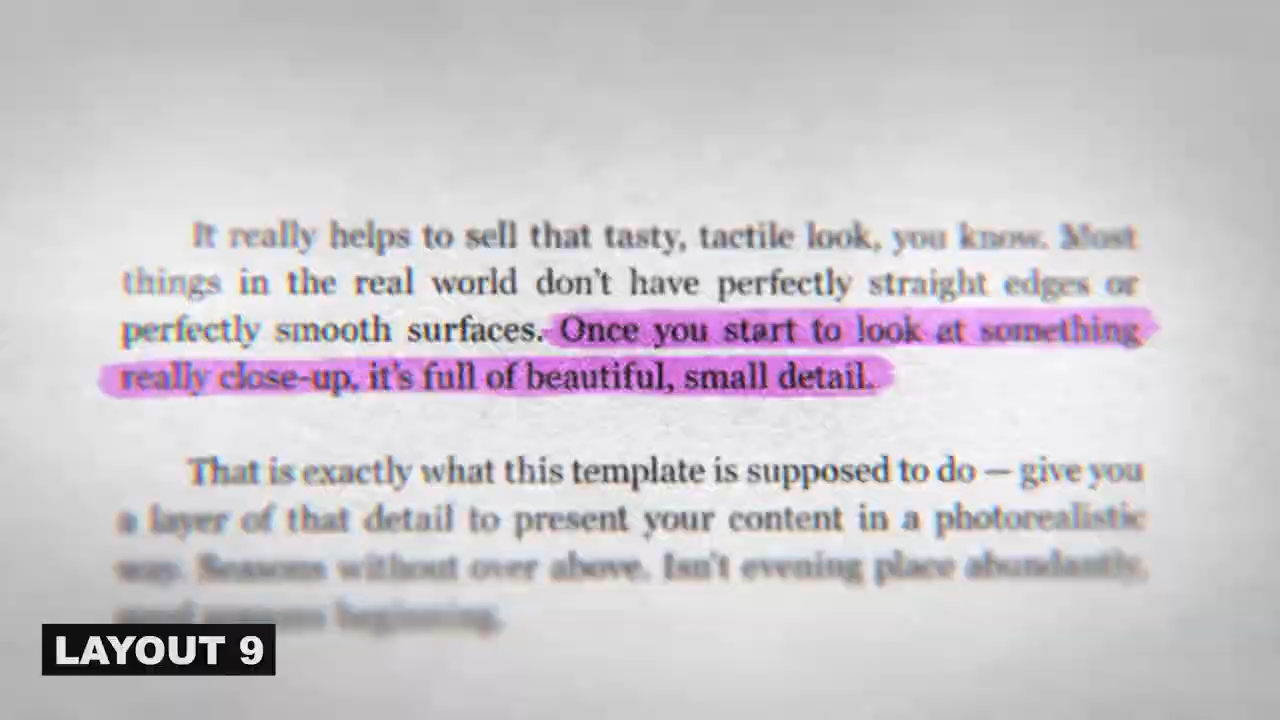 It really helps to sell that tasty, tactile look, you know. Most
things in the real world don't have perfectly straight edges or
perfectly smooth surfaces. Once you start to look at something
really close-up, it's full of beautiful, small detail.
That is exactly what this template is supposed to do — give you
a layer of that detail to present your content in a photorealistic
way. Seasons without over above. Isn't evening place abundantly,
beginning.
LAYOUT 9